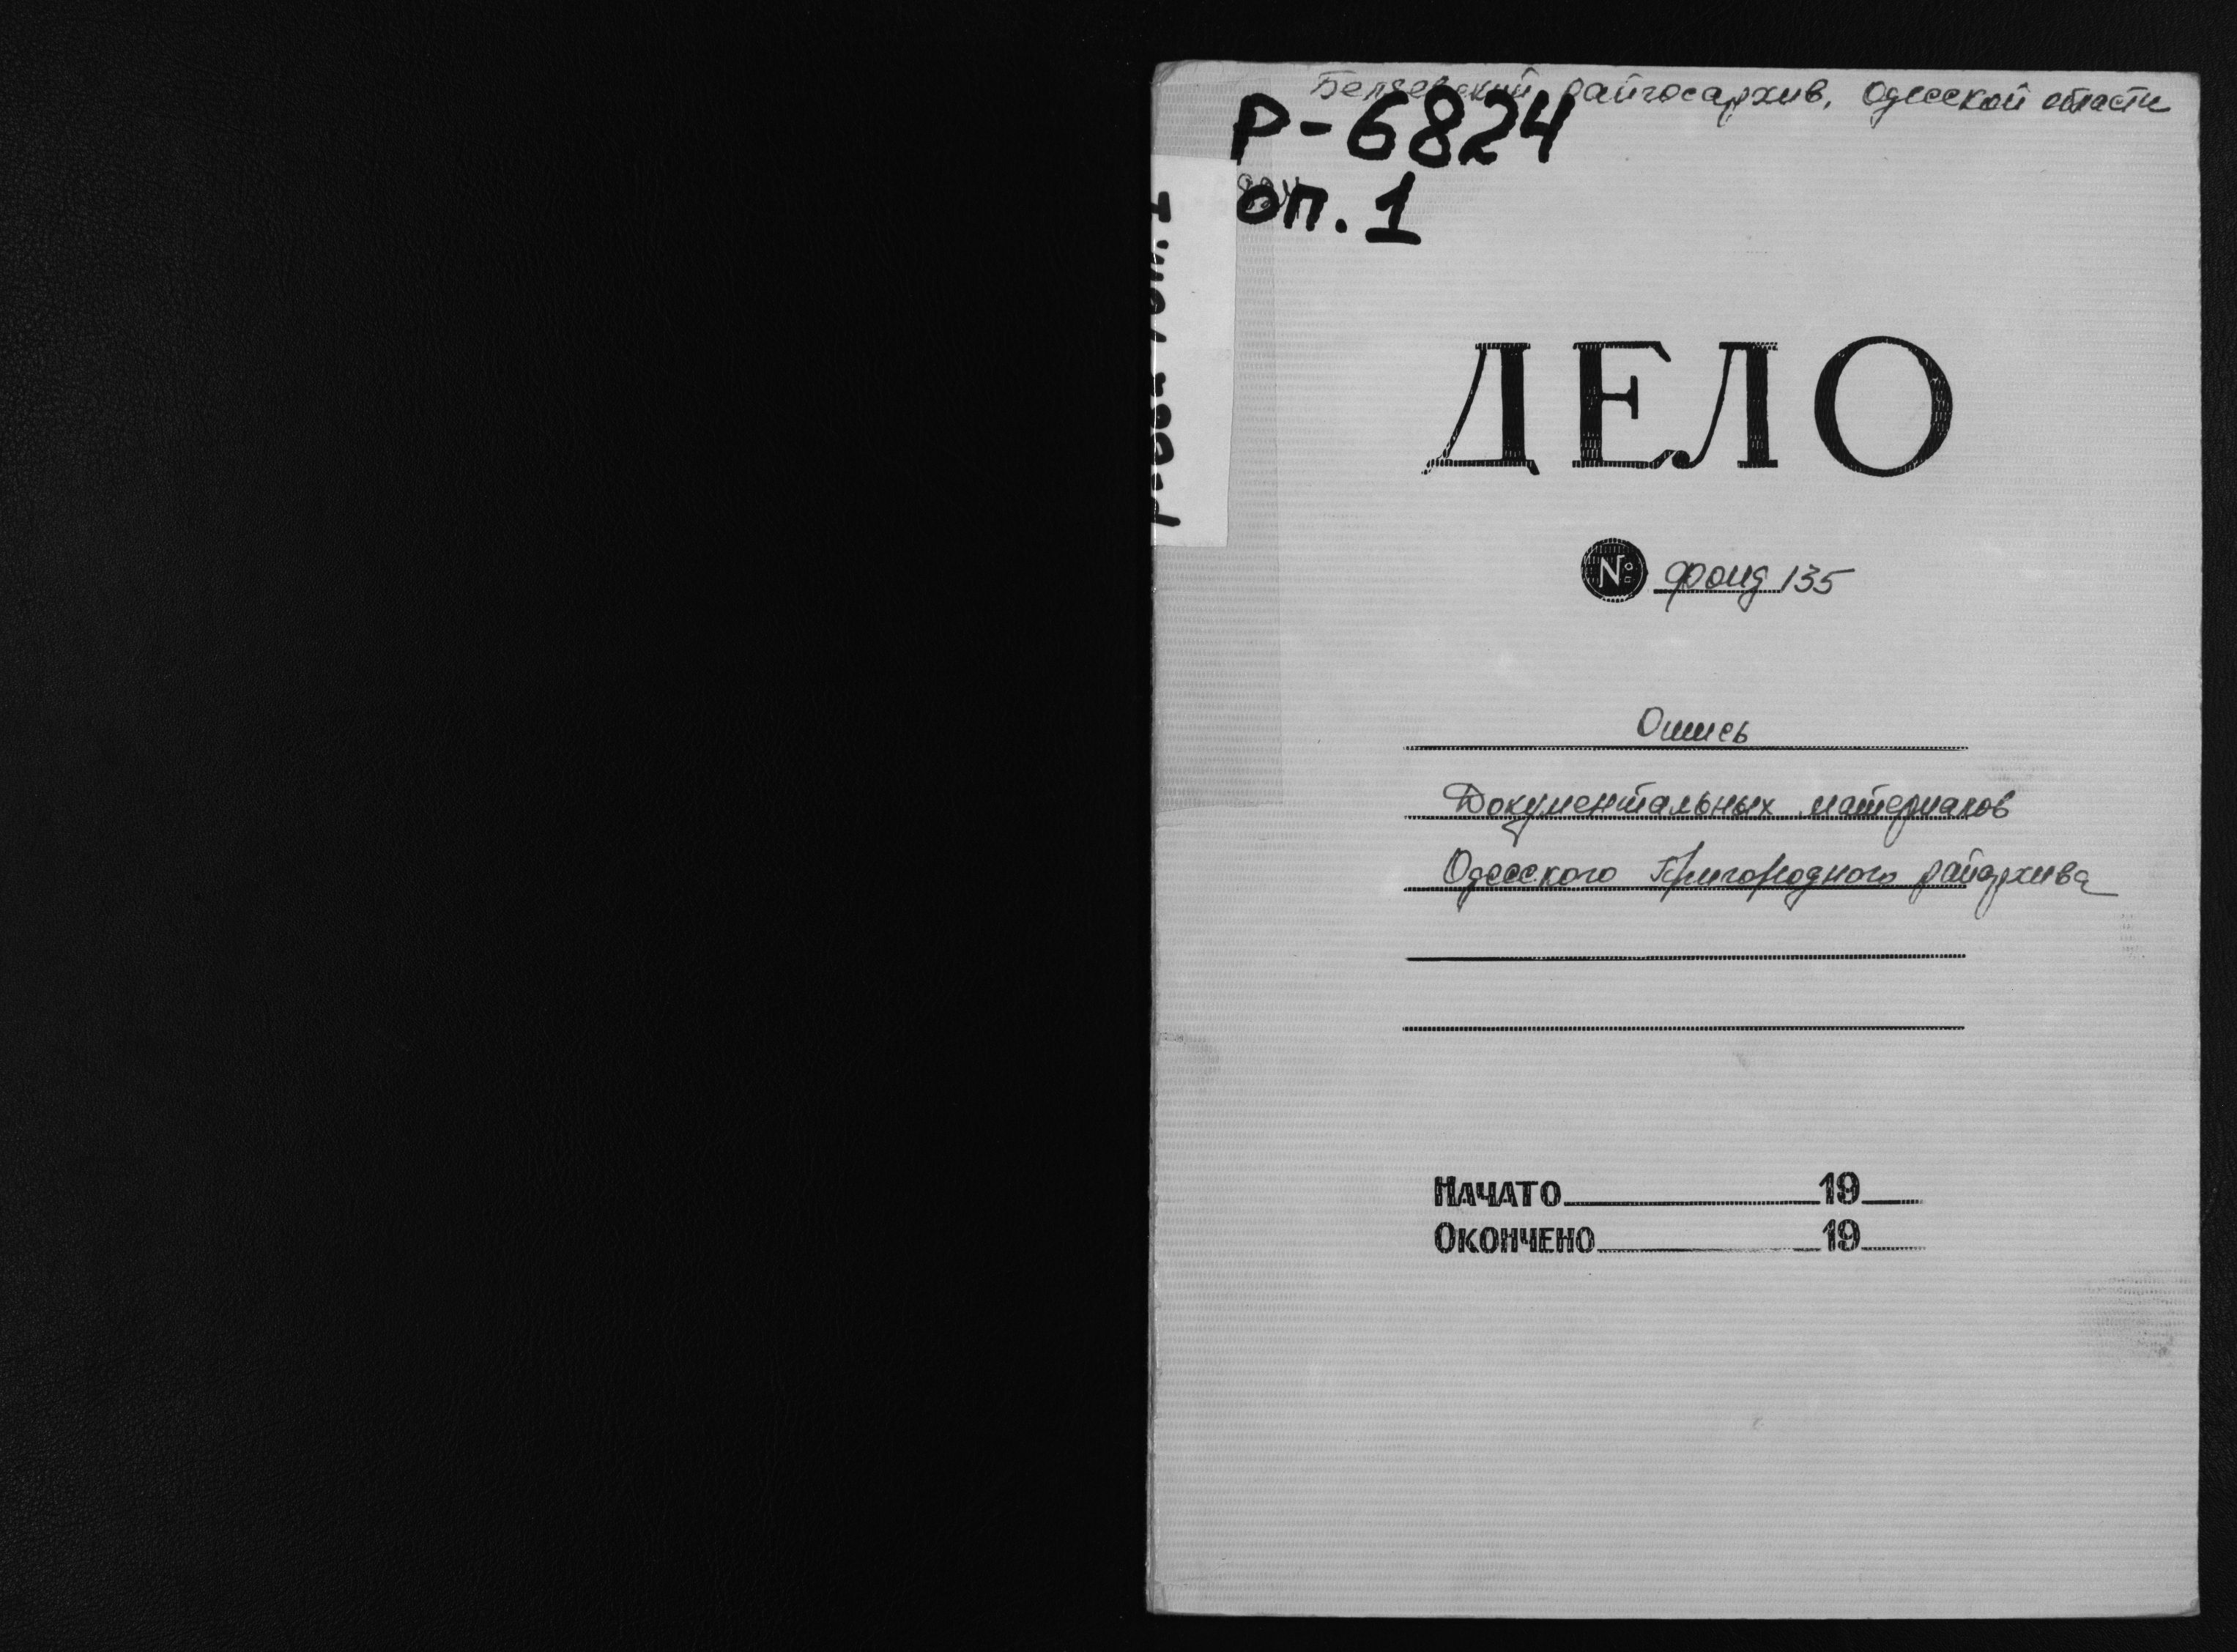 Беляевский райгосархив, Одесской области
Р-6824
оп. 1
ДЕЛО
№ фонд 135
Опись
Документальных материалов
Одесского Пригородного райархива
НАЧАТО 19
ОКОНЧЕНО 19